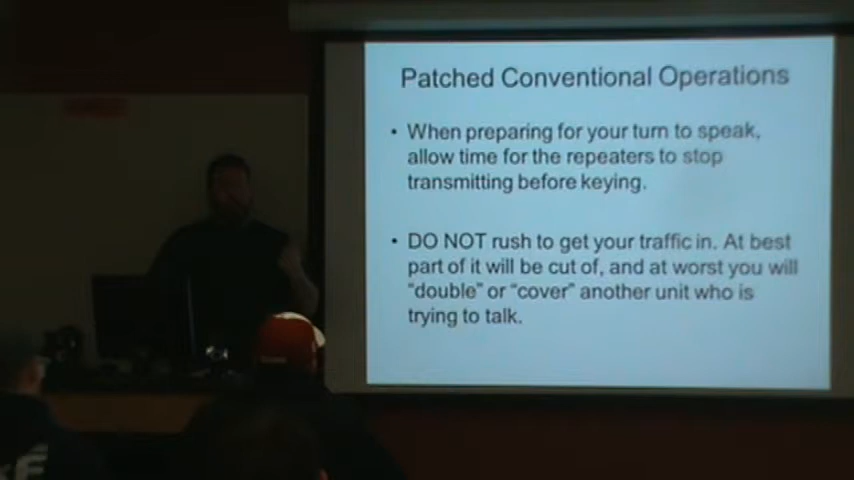 Patched Conventional Operations
• When preparing for your turn to speak,
allow time for the repeaters to stop
transmitting before keying.
• DO NOT rush to get your traffic in. At best
part of it will be cut of, and at worst you will
"double" or "cover" another unit who is
trying to talk.